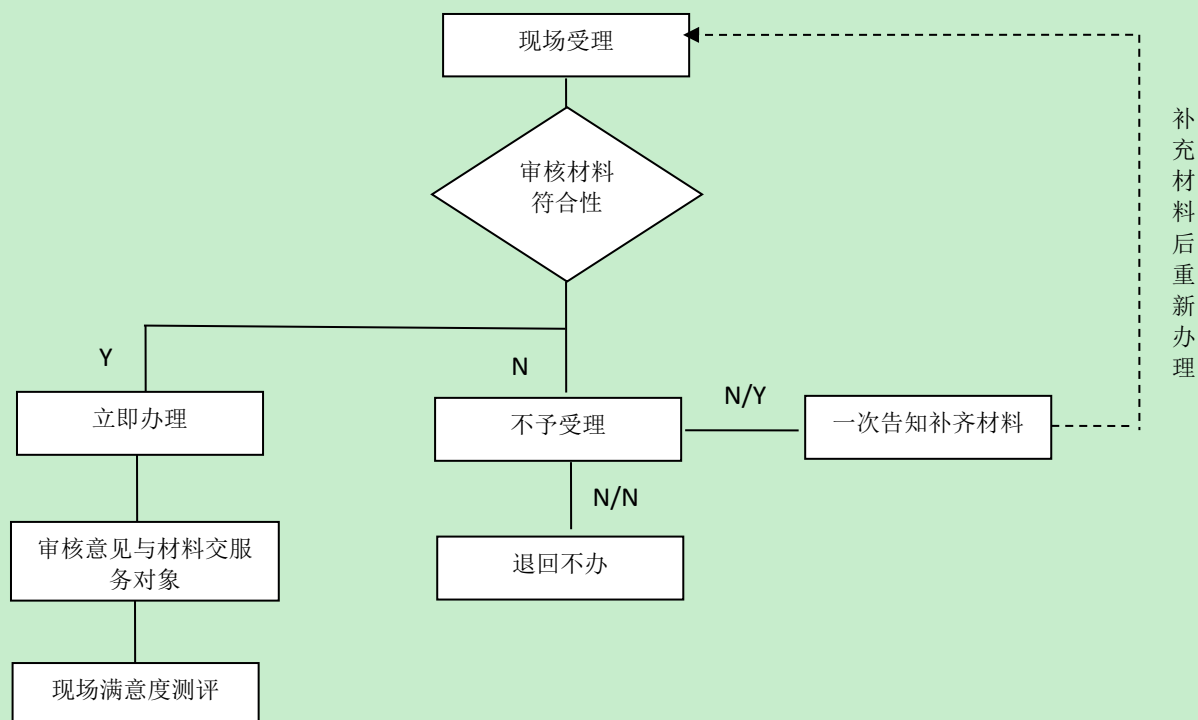 现场受理
审核材料
符合性
Y
N
立即办理
不予受理
N/Y
一次告知补齐材料
补充材料后重新办理
N/N
审核意见与材料交服
务对象
退回不办
现场满意度测评